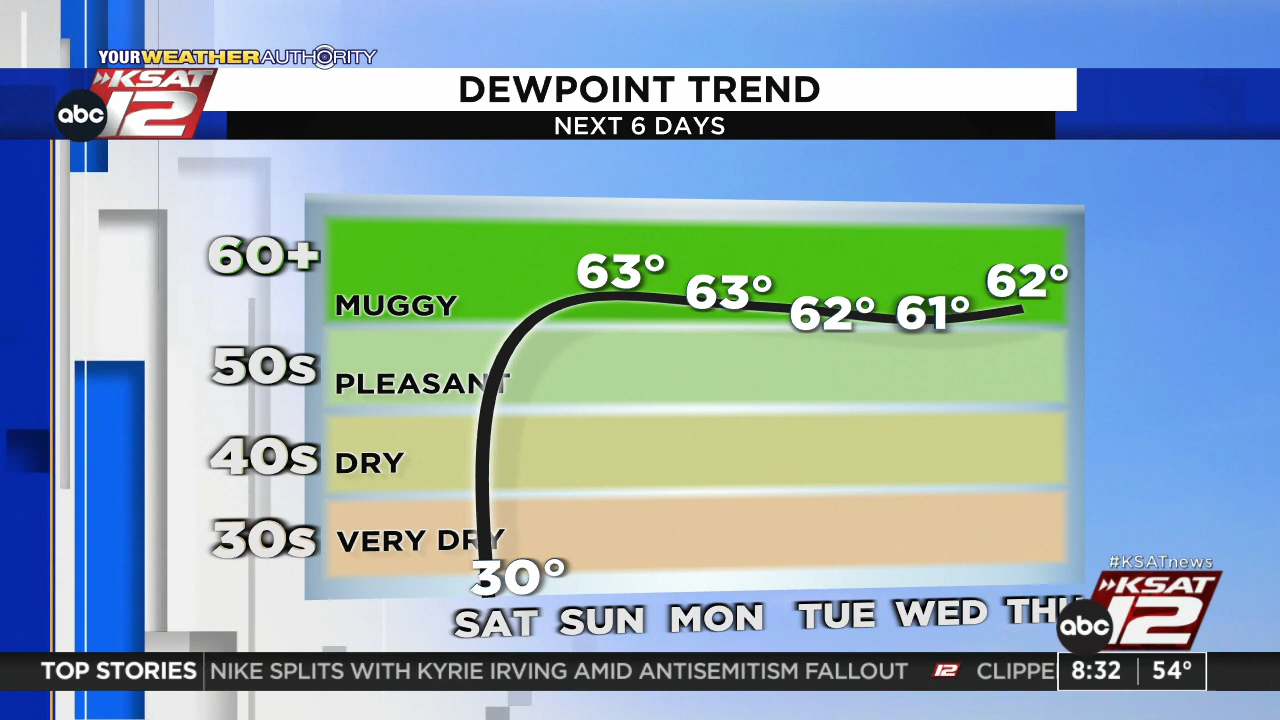 YOURWEATHERAUTHORITY
KSAT
abc
12
DEWPOINT TREND
NEXT 6 DAYS
60+
MUGGY
50s
PLEASANT
40s
DRY
30s
VERY DRY
63°
63°
62°
61°
62°
30°
SAT SUN MON TUE WED THU
#KSATnews
KSAT
abc
12
TOP STORIES NIKE SPLITS WITH KYRIE IRVING AMID ANTISEMITISM FALLOUT 12 CLIPPE 8:32 54°